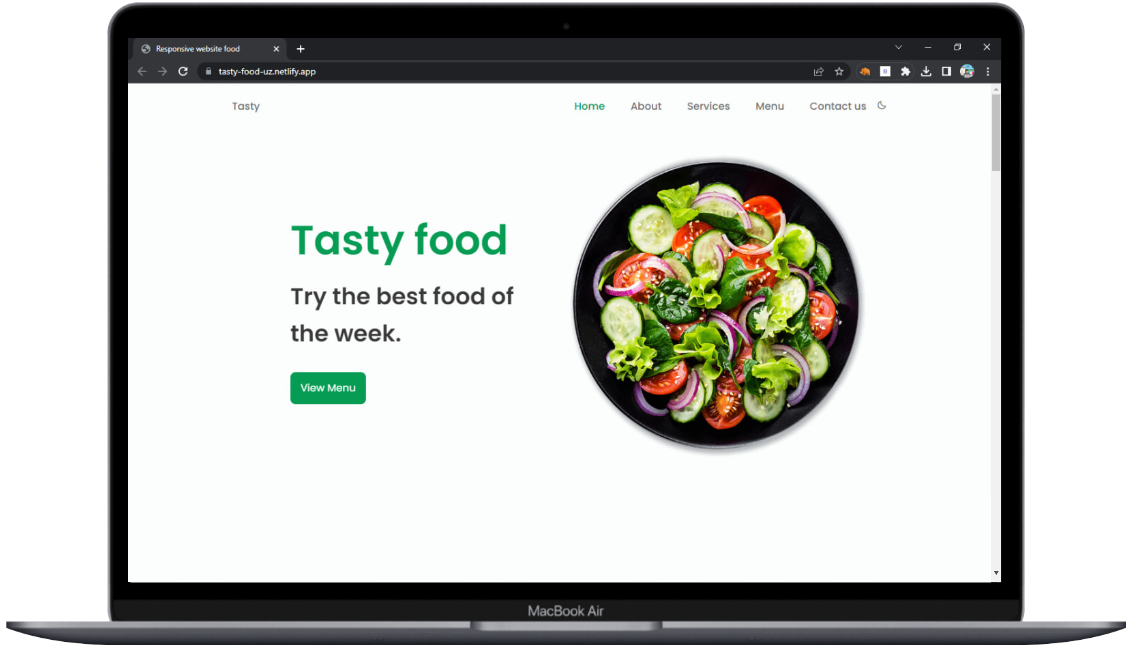 Responsive website food
tasty-food-uz.netlify.app
Tasty
Home About Services Menu Contact us
Tasty food
Try the best food of
the week.
View Menu
MacBook Air